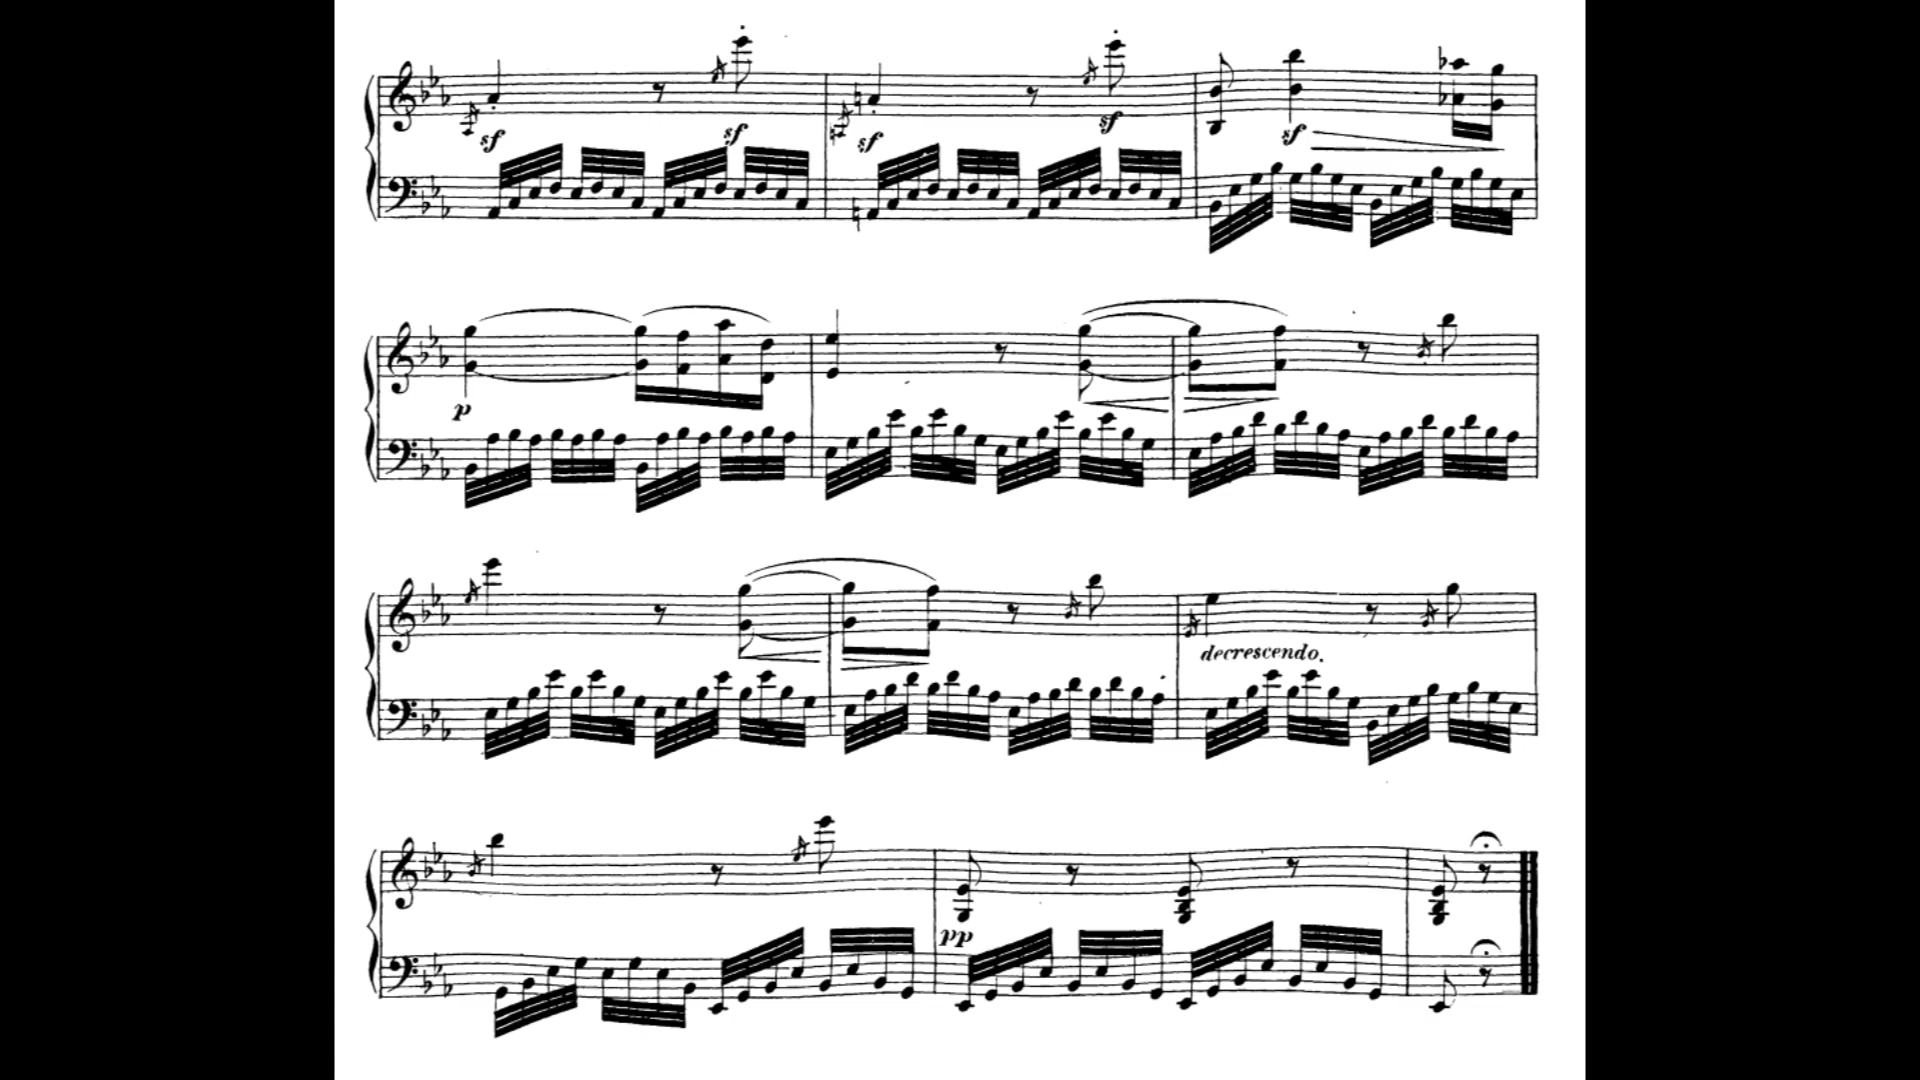 sf sf sf sf sf
p
decrescendo.
pp